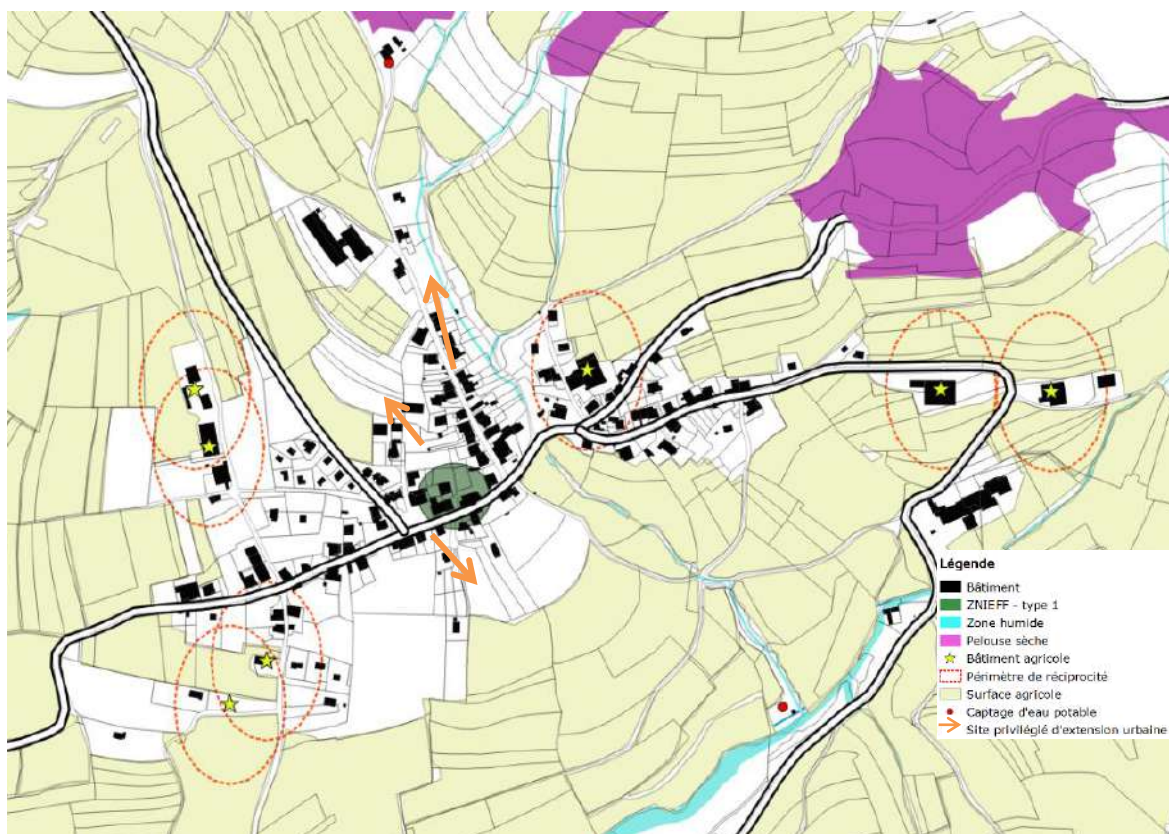 Légende
Bâtiment
ZNIEFF - type 1
Zone humide
Pelouse sèche
Bâtiment agricole
Périmètre de réciprocité
Surface agricole
Captage d'eau potable
Site privilégié d'extension urbaine